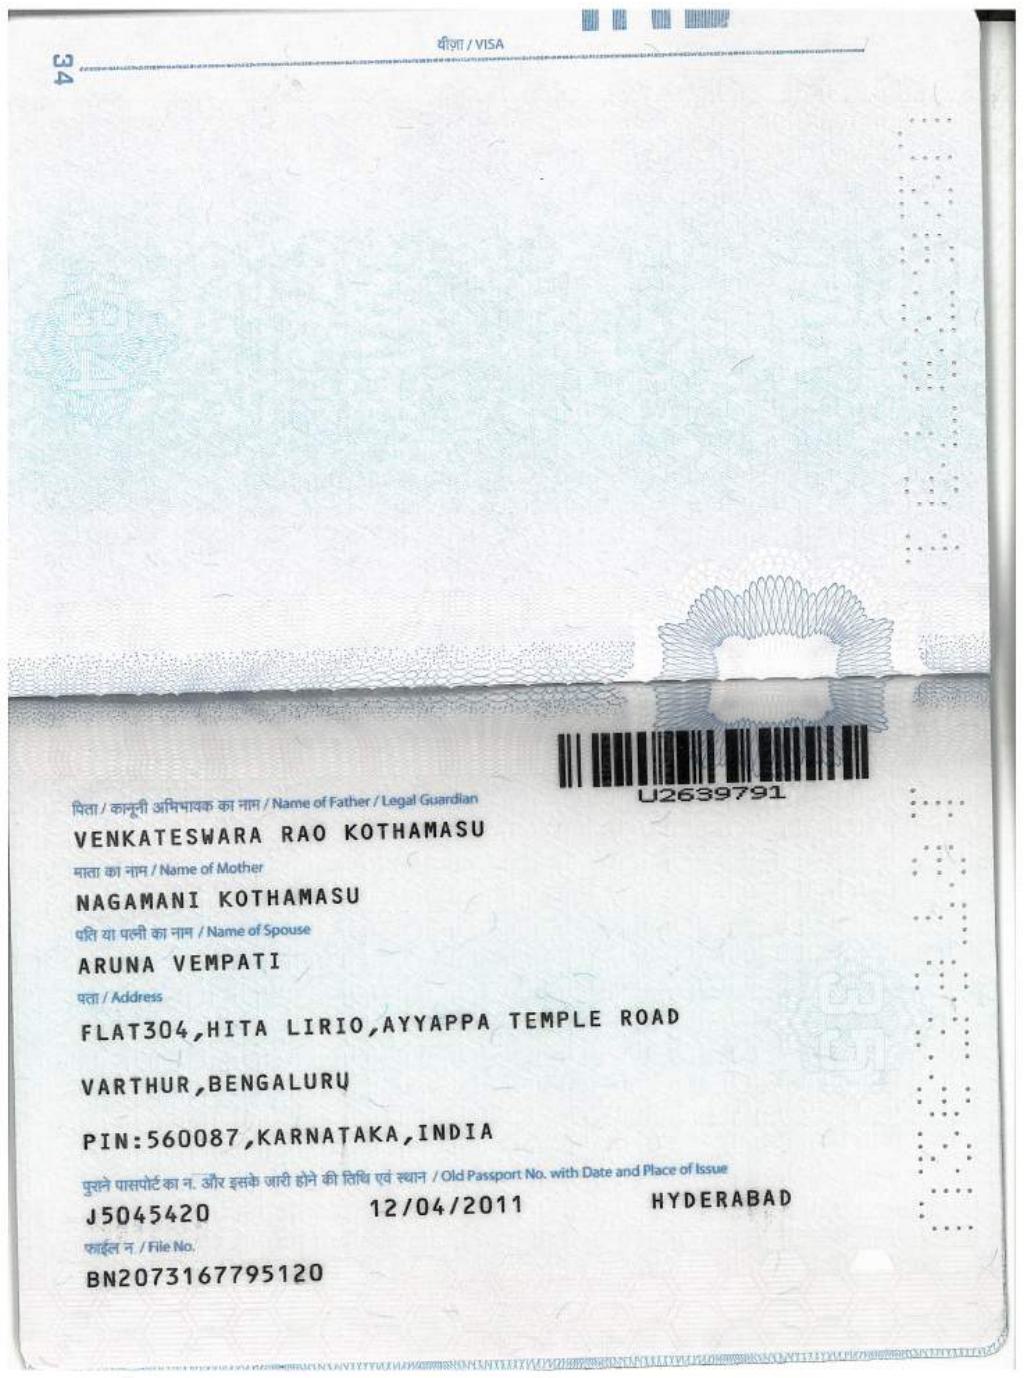 34
वीज़ा / VISA
U2639791
पिता / कानूनी अभिभावक का नाम / Name of Father / Legal Guardian
VENKATESWARA RAO KOTHAMASU
माता का नाम / Name of Mother
NAGAMANI KOTHAMASU
पति या पत्नी का नाम / Name of Spouse
ARUNA VEMPATI
पता / Address
FLAT304,HITA LIRIO,AYYAPPA TEMPLE ROAD
VARTHUR,BENGALURU
PIN:560087,KARNATAKA,INDIA
पुराने पासपोर्ट का न. और इसके जारी होने की तिथि एवं स्थान / Old Passport No. with Date and Place of Issue
J5045420 12/04/2011 HYDERABAD
फाईल न. / File No.
BN2073167795120